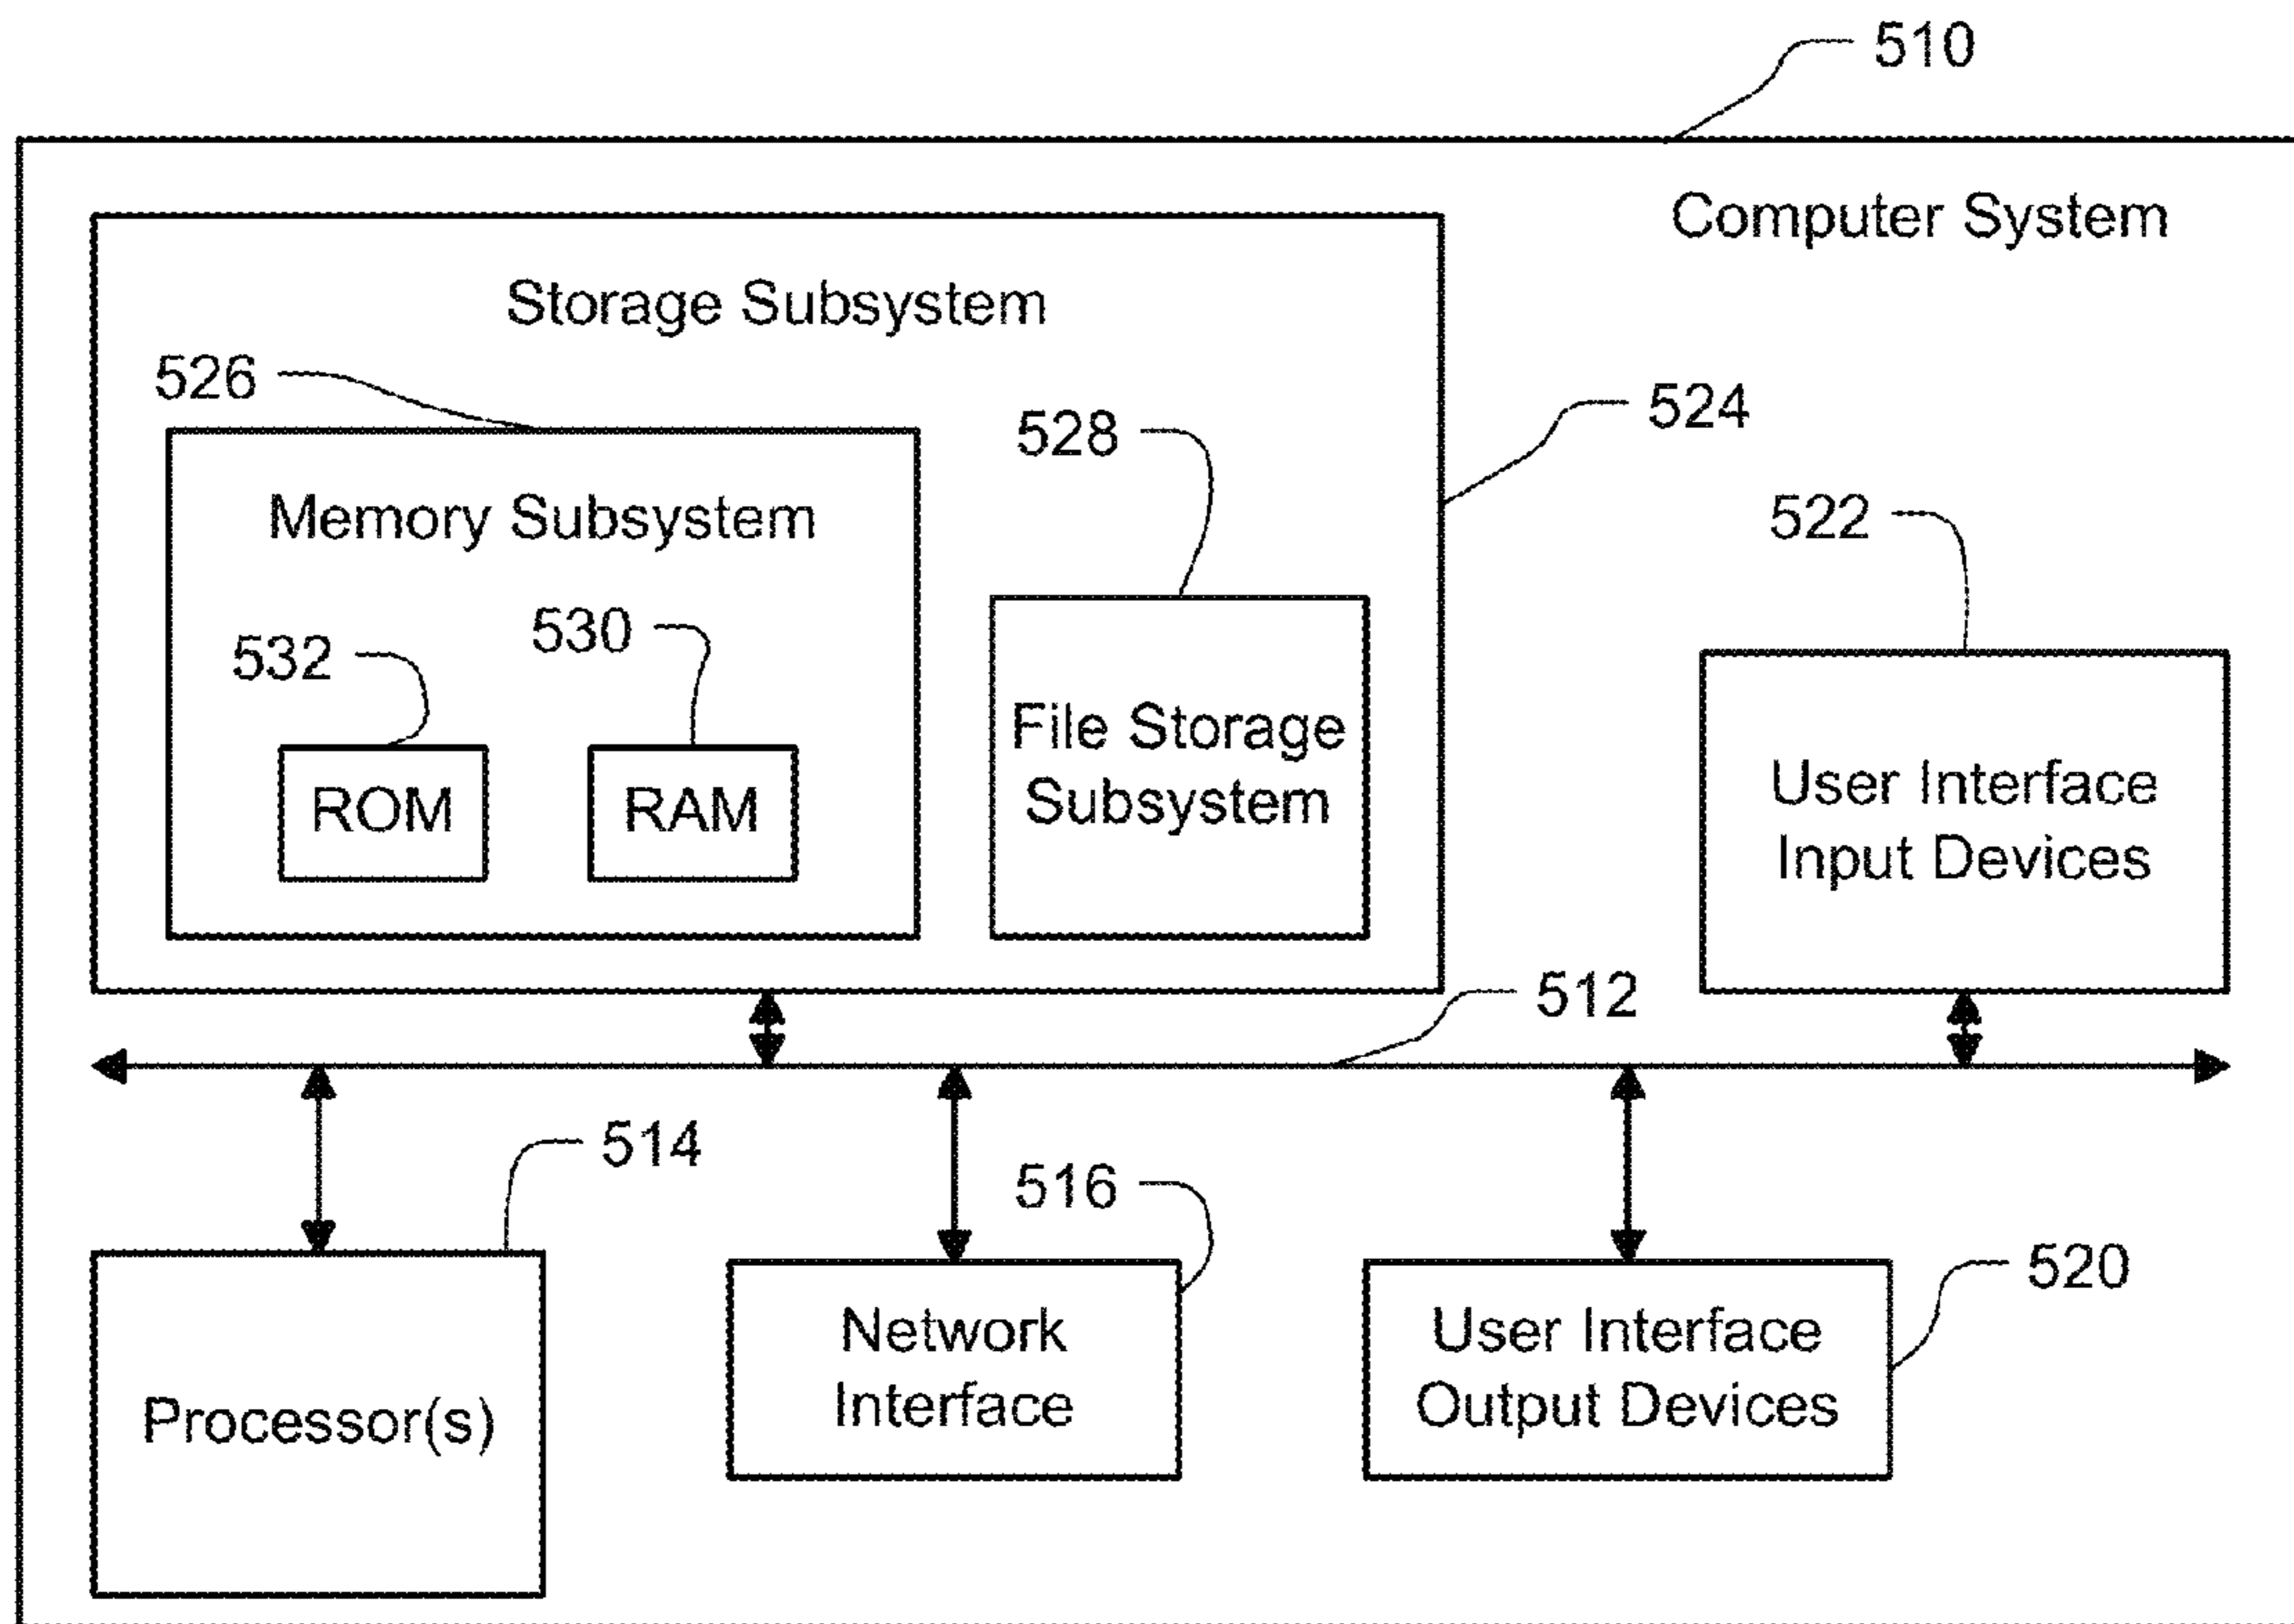 510
Computer System
Storage Subsystem
526
524
528
Memory Subsystem
522
532
530
File Storage
Subsystem
ROM
RAM
User Interface
Input Devices
512
514
516
520
Processor(s)
Network
Interface
User Interface
Output Devices